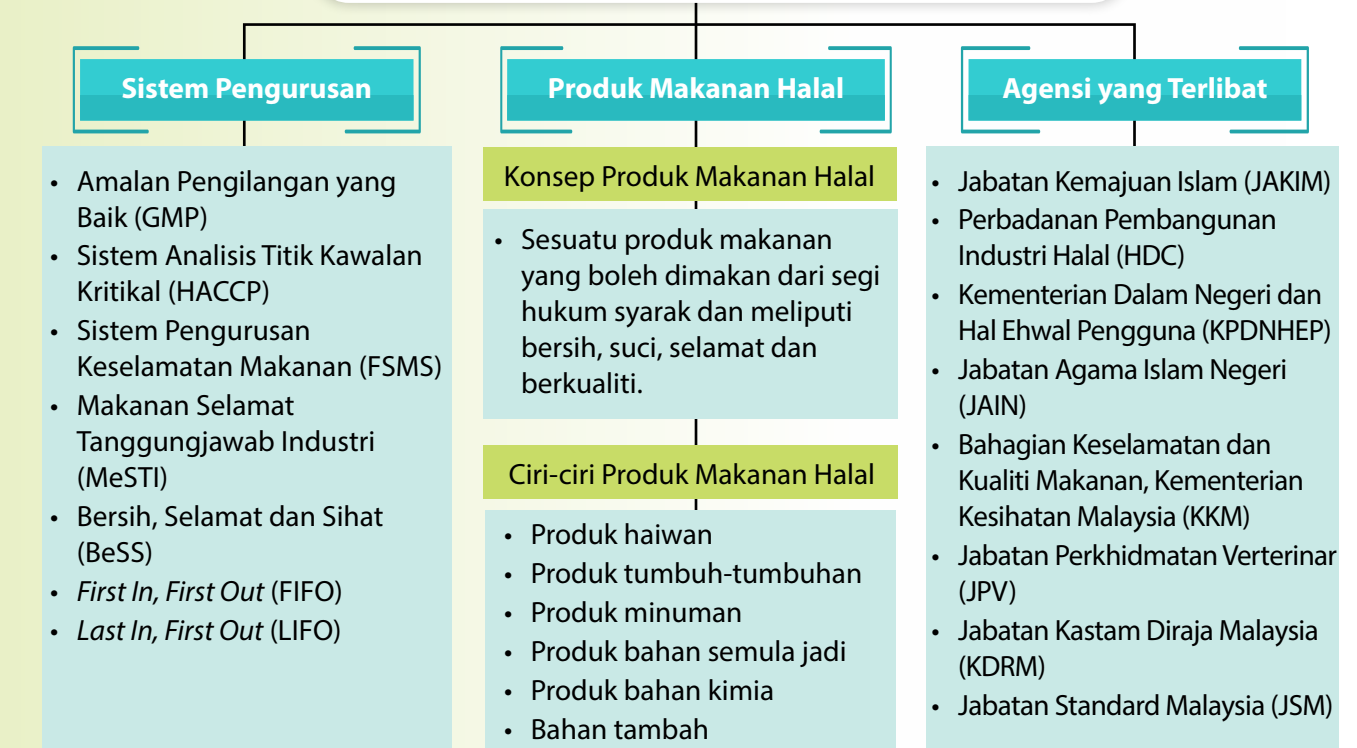 Sistem Pengurusan
• Amalan Pengilangan yang
Baik (GMP)
• Sistem Analisis Titik Kawalan
Kritikal (HACCP)
• Sistem Pengurusan
Keselamatan Makanan (FSMS)
• Makanan Selamat
Tanggungjawab Industri
(MeSTI)
• Bersih, Selamat dan Sihat
(BeSS)
• First In, First Out (FIFO)
• Last In, First Out (LIFO)
Produk Makanan Halal
Konsep Produk Makanan Halal
• Sesuatu produk makanan
yang boleh dimakan dari segi
hukum syarak dan meliputi
bersih, suci, selamat dan
berkualiti.
Ciri-ciri Produk Makanan Halal
• Produk haiwan
• Produk tumbuh-tumbuhan
• Produk minuman
• Produk bahan semula jadi
• Produk bahan kimia
• Bahan tambah
Agensi yang Terlibat
• Jabatan Kemajuan Islam (JAKIM)
• Perbadanan Pembangunan
Industri Halal (HDC)
• Kementerian Dalam Negeri dan
Hal Ehwal Pengguna (KPDNHEP)
• Jabatan Agama Islam Negeri
(JAIN)
• Bahagian Keselamatan dan
Kualiti Makanan, Kementerian
Kesihatan Malaysia (KKM)
• Jabatan Perkhidmatan Verterinar
(JPV)
• Jabatan Kastam Diraja Malaysia
(KDRM)
• Jabatan Standard Malaysia (JSM)